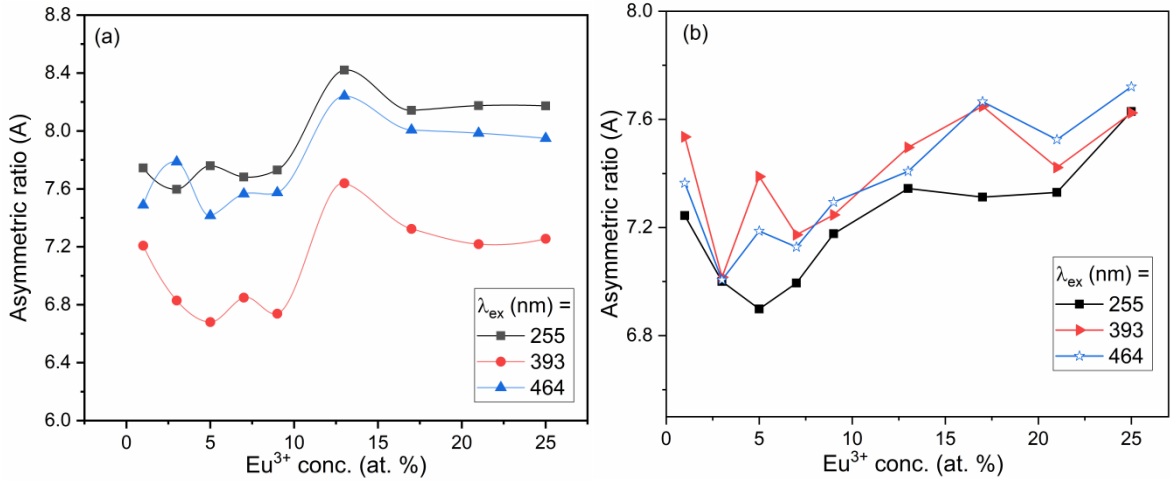 (a)
Asymmetric ratio (A)
8.8
8.4
8.0
7.6
7.2
6.8
6.4
6.0
0 5 10 15 20 25
Eu³⁺ conc. (at. %)
λex (nm) =
255
393
464
(b)
Asymmetric ratio (A)
8.0
7.6
7.2
6.8
0 5 10 15 20 25
Eu³⁺ conc. (at. %)
λex (nm) =
255
393
464